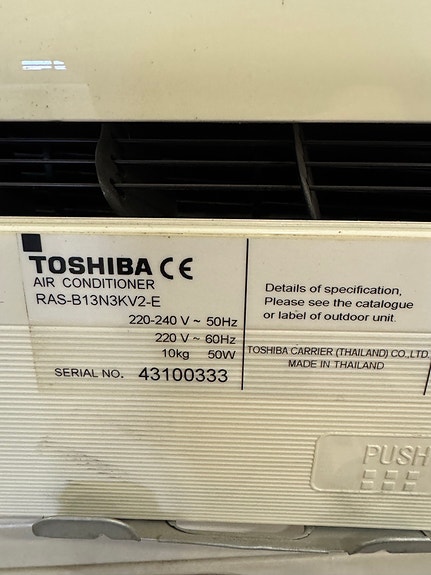 TOSHIBA CE
AIR CONDITIONER
RAS-B13N3KV2-E
220-240 V ~ 50Hz
220 V ~ 60Hz
10kg 50W
SERIAL NO. 43100333
Details of specification,
Please see the catalogue
or label of outdoor unit.
TOSHIBA CARRIER (THAILAND) CO.,LTD.
MADE IN THAILAND
PUSH